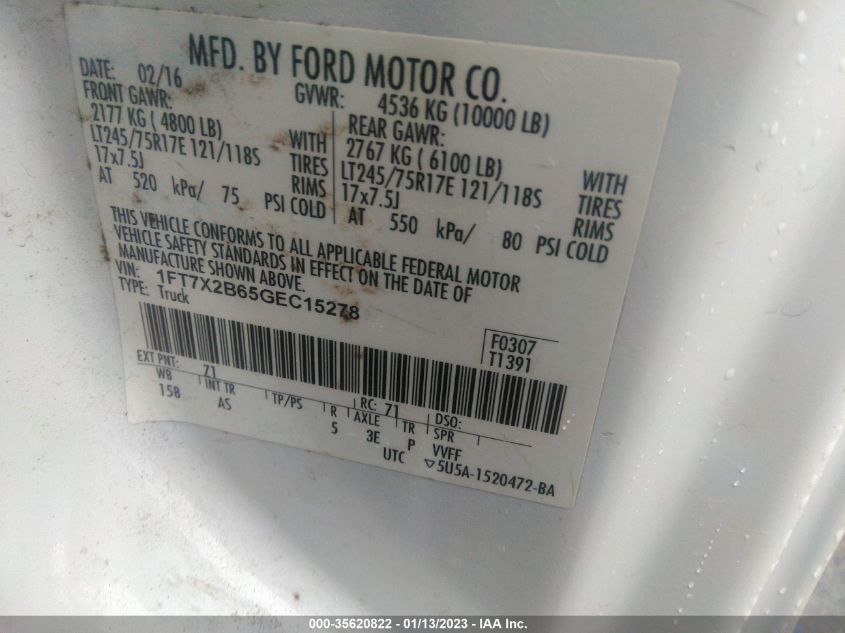 MFD. BY FORD MOTOR CO.
DATE: 02/16 GVWR: 4536 KG (10000 LB)
FRONT GAWR: REAR GAWR:
2177 KG ( 4800 LB) WITH 2767 KG ( 6100 LB) WITH
LT245/75R17E 121/118S TIRES LT245/75R17E 121/118S TIRES
17x7.5J RIMS 17x7.5J RIMS
AT 520 kPa/ 75 PSI COLD AT 550 kPa/ 80 PSI COLD
THIS VEHICLE CONFORMS TO ALL APPLICABLE FEDERAL MOTOR
VEHICLE SAFETY STANDARDS IN EFFECT ON THE DATE OF
MANUFACTURE SHOWN ABOVE.
VIN: 1FT7X2B65GEC15278
TYPE: Truck
F0307
T1391
EXT PNT: 71 RC: 71 DSO:
WB INT TR TP/PS R AXLE TR SPR
158 AS 5 3E P VVFF
UTC ▽5U5A-1520472-BA
000-35620822 - 01/13/2023 - 1SA - IAA Inc.